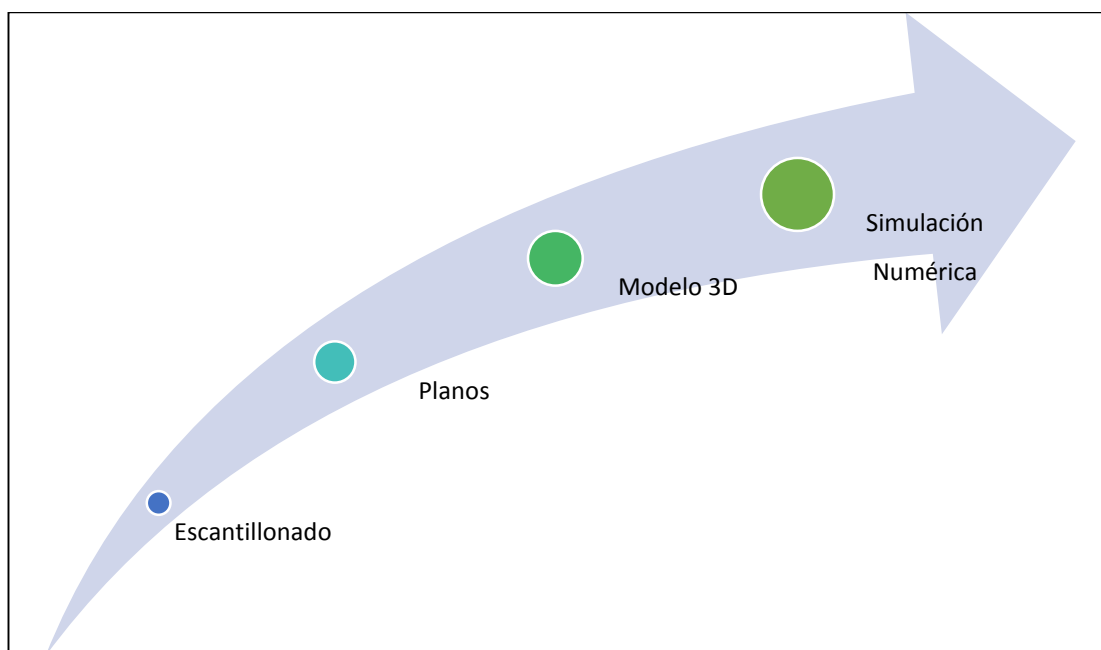 Escantillonado
Planos
Modelo 3D
Simulación
Numérica